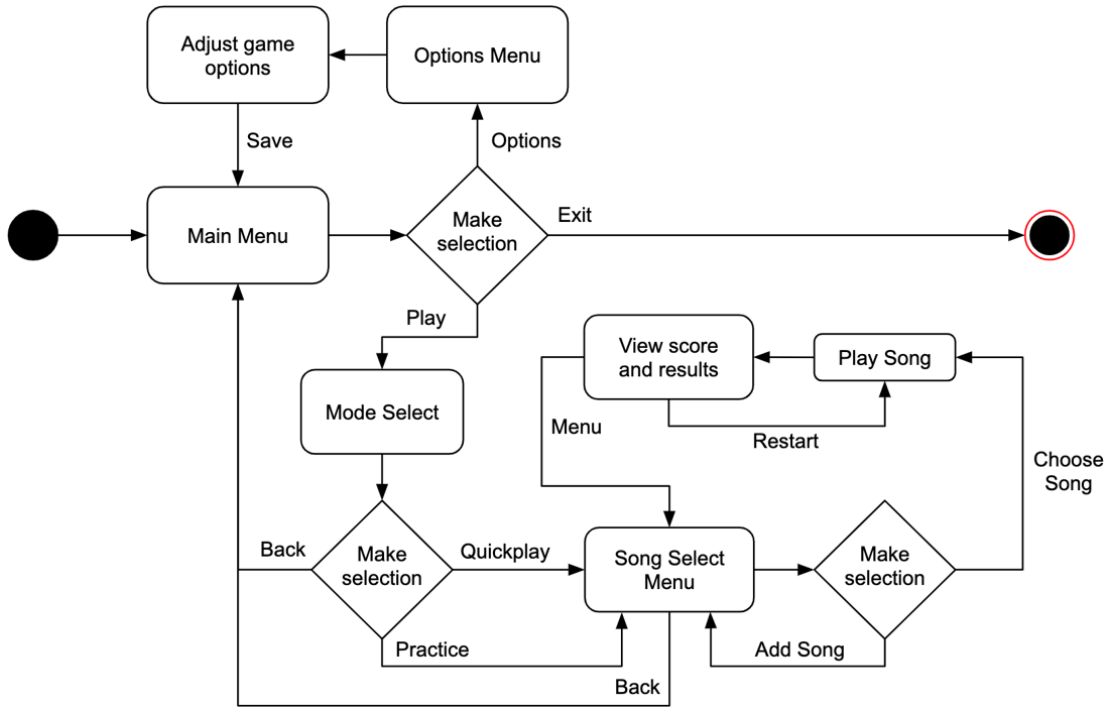 Adjust game
options
Options Menu
Save
Options
Main Menu
Make
selection
Exit
Play
View score
and results
Play Song
Mode Select
Menu
Restart
Choose
Song
Back
Make
selection
Quickplay
Song Select
Menu
Make
selection
Practice
Add Song
Back